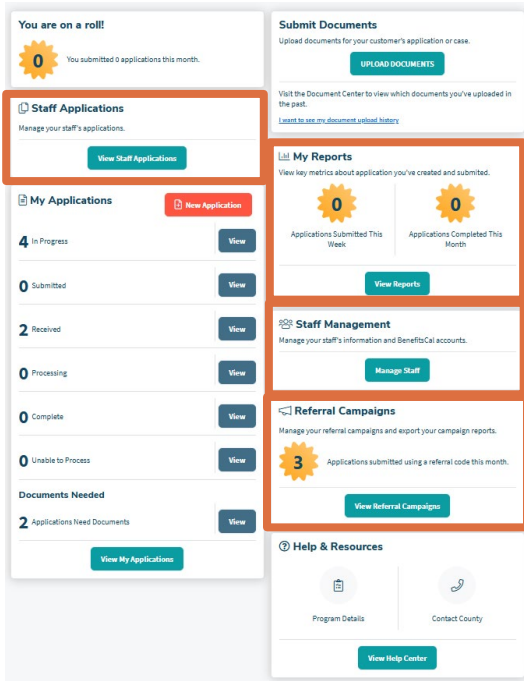 You are on a roll!
0
You submitted 0 applications this month.
Staff Applications
Manage your staff's applications.
View Staff Applications
My Applications
New Application
4 In Progress
View
0 Submitted
View
2 Received
View
0 Processing
View
0 Complete
View
0 Unable to Process
View
Documents Needed
2 Applications Need Documents
View
View My Applications
Submit Documents
Upload documents for your customer's application or case.
UPLOAD DOCUMENTS
Visit the Document Center to view which documents you've uploaded in
the past.
I want to see my document upload history
My Reports
View key metrics about application you've created and submited.
0
Applications Submitted This
Week
0
Applications Completed This
Month
View Reports
Staff Management
Manage your staff's information and BenefitsCal accounts.
Manage Staff
Referral Campaigns
Manage your referral campaigns and export your campaign reports.
3
Applications submitted using a referral code this month.
View Referral Campaigns
Help & Resources
Program Details
Contact County
View Help Center